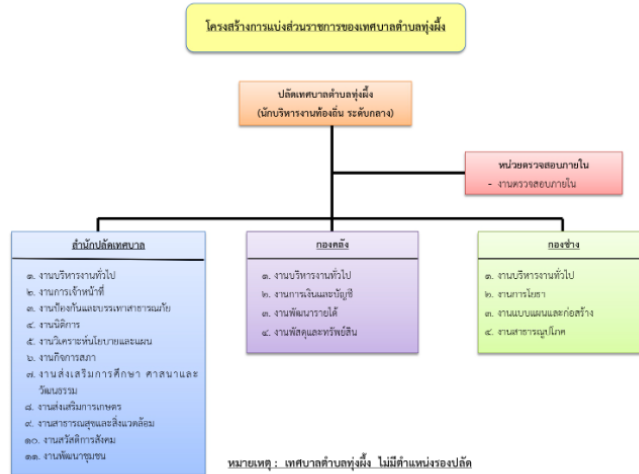 โครงสร้างการแบ่งส่วนราชการของเทศบาลตำบลทุ่งผึ้ง
ปลัดเทศบาลตำบลทุ่งผึ้ง
(นักบริหารงานท้องถิ่น ระดับกลาง)
หน่วยตรวจสอบภายใน
- งานตรวจสอบภายใน
สำนักปลัดเทศบาล
๑. งานบริหารงานทั่วไป
๒. งานการเจ้าหน้าที่
๓. งานป้องกันและบรรเทาสาธารณภัย
๔. งานนิติการ
๕. งานวิเคราะห์นโยบายและแผน
๖. งานกิจการสภา
๗. งานส่งเสริมการศึกษา ศาสนาและ
วัฒนธรรม
๘. งานส่งเสริมการเกษตร
๙. งานสาธารณสุขและสิ่งแวดล้อม
๑๐. งานสวัสดิการสังคม
๑๑. งานพัฒนาชุมชน
กองคลัง
๑. งานบริหารงานทั่วไป
๒. งานการเงินและบัญชี
๓. งานพัฒนารายได้
๔. งานพัสดุและทรัพย์สิน
กองช่าง
๑. งานบริหารงานทั่วไป
๒. งานการโยธา
๓. งานแบบแผนและก่อสร้าง
๔. งานสาธารณูปโภค
หมายเหตุ : เทศบาลตำบลทุ่งผึ้ง ไม่มีตำแหน่งรองปลัด